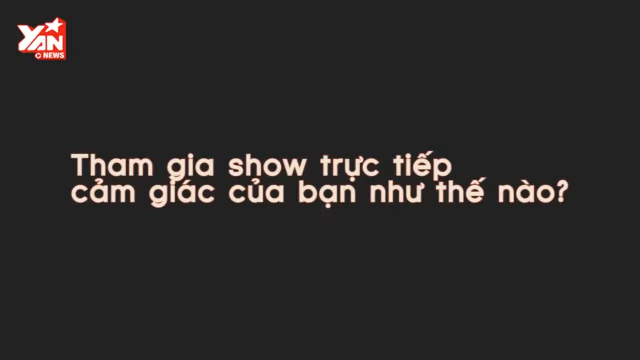 YAN
NEWS
Tham gia show trực tiếp
cảm giác của bạn như thế nào?